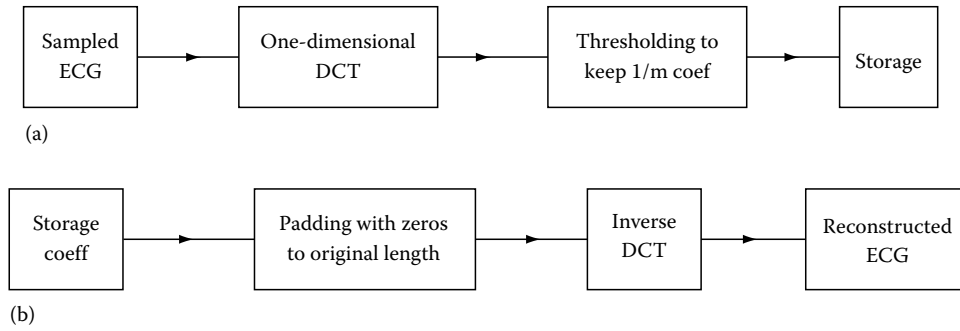 Sampled
ECG
One-dimensional
DCT
Thresholding to
keep 1/m coef
Storage
(a)
Storage
coeff
Padding with zeros
to original length
Inverse
DCT
Reconstructed
ECG
(b)